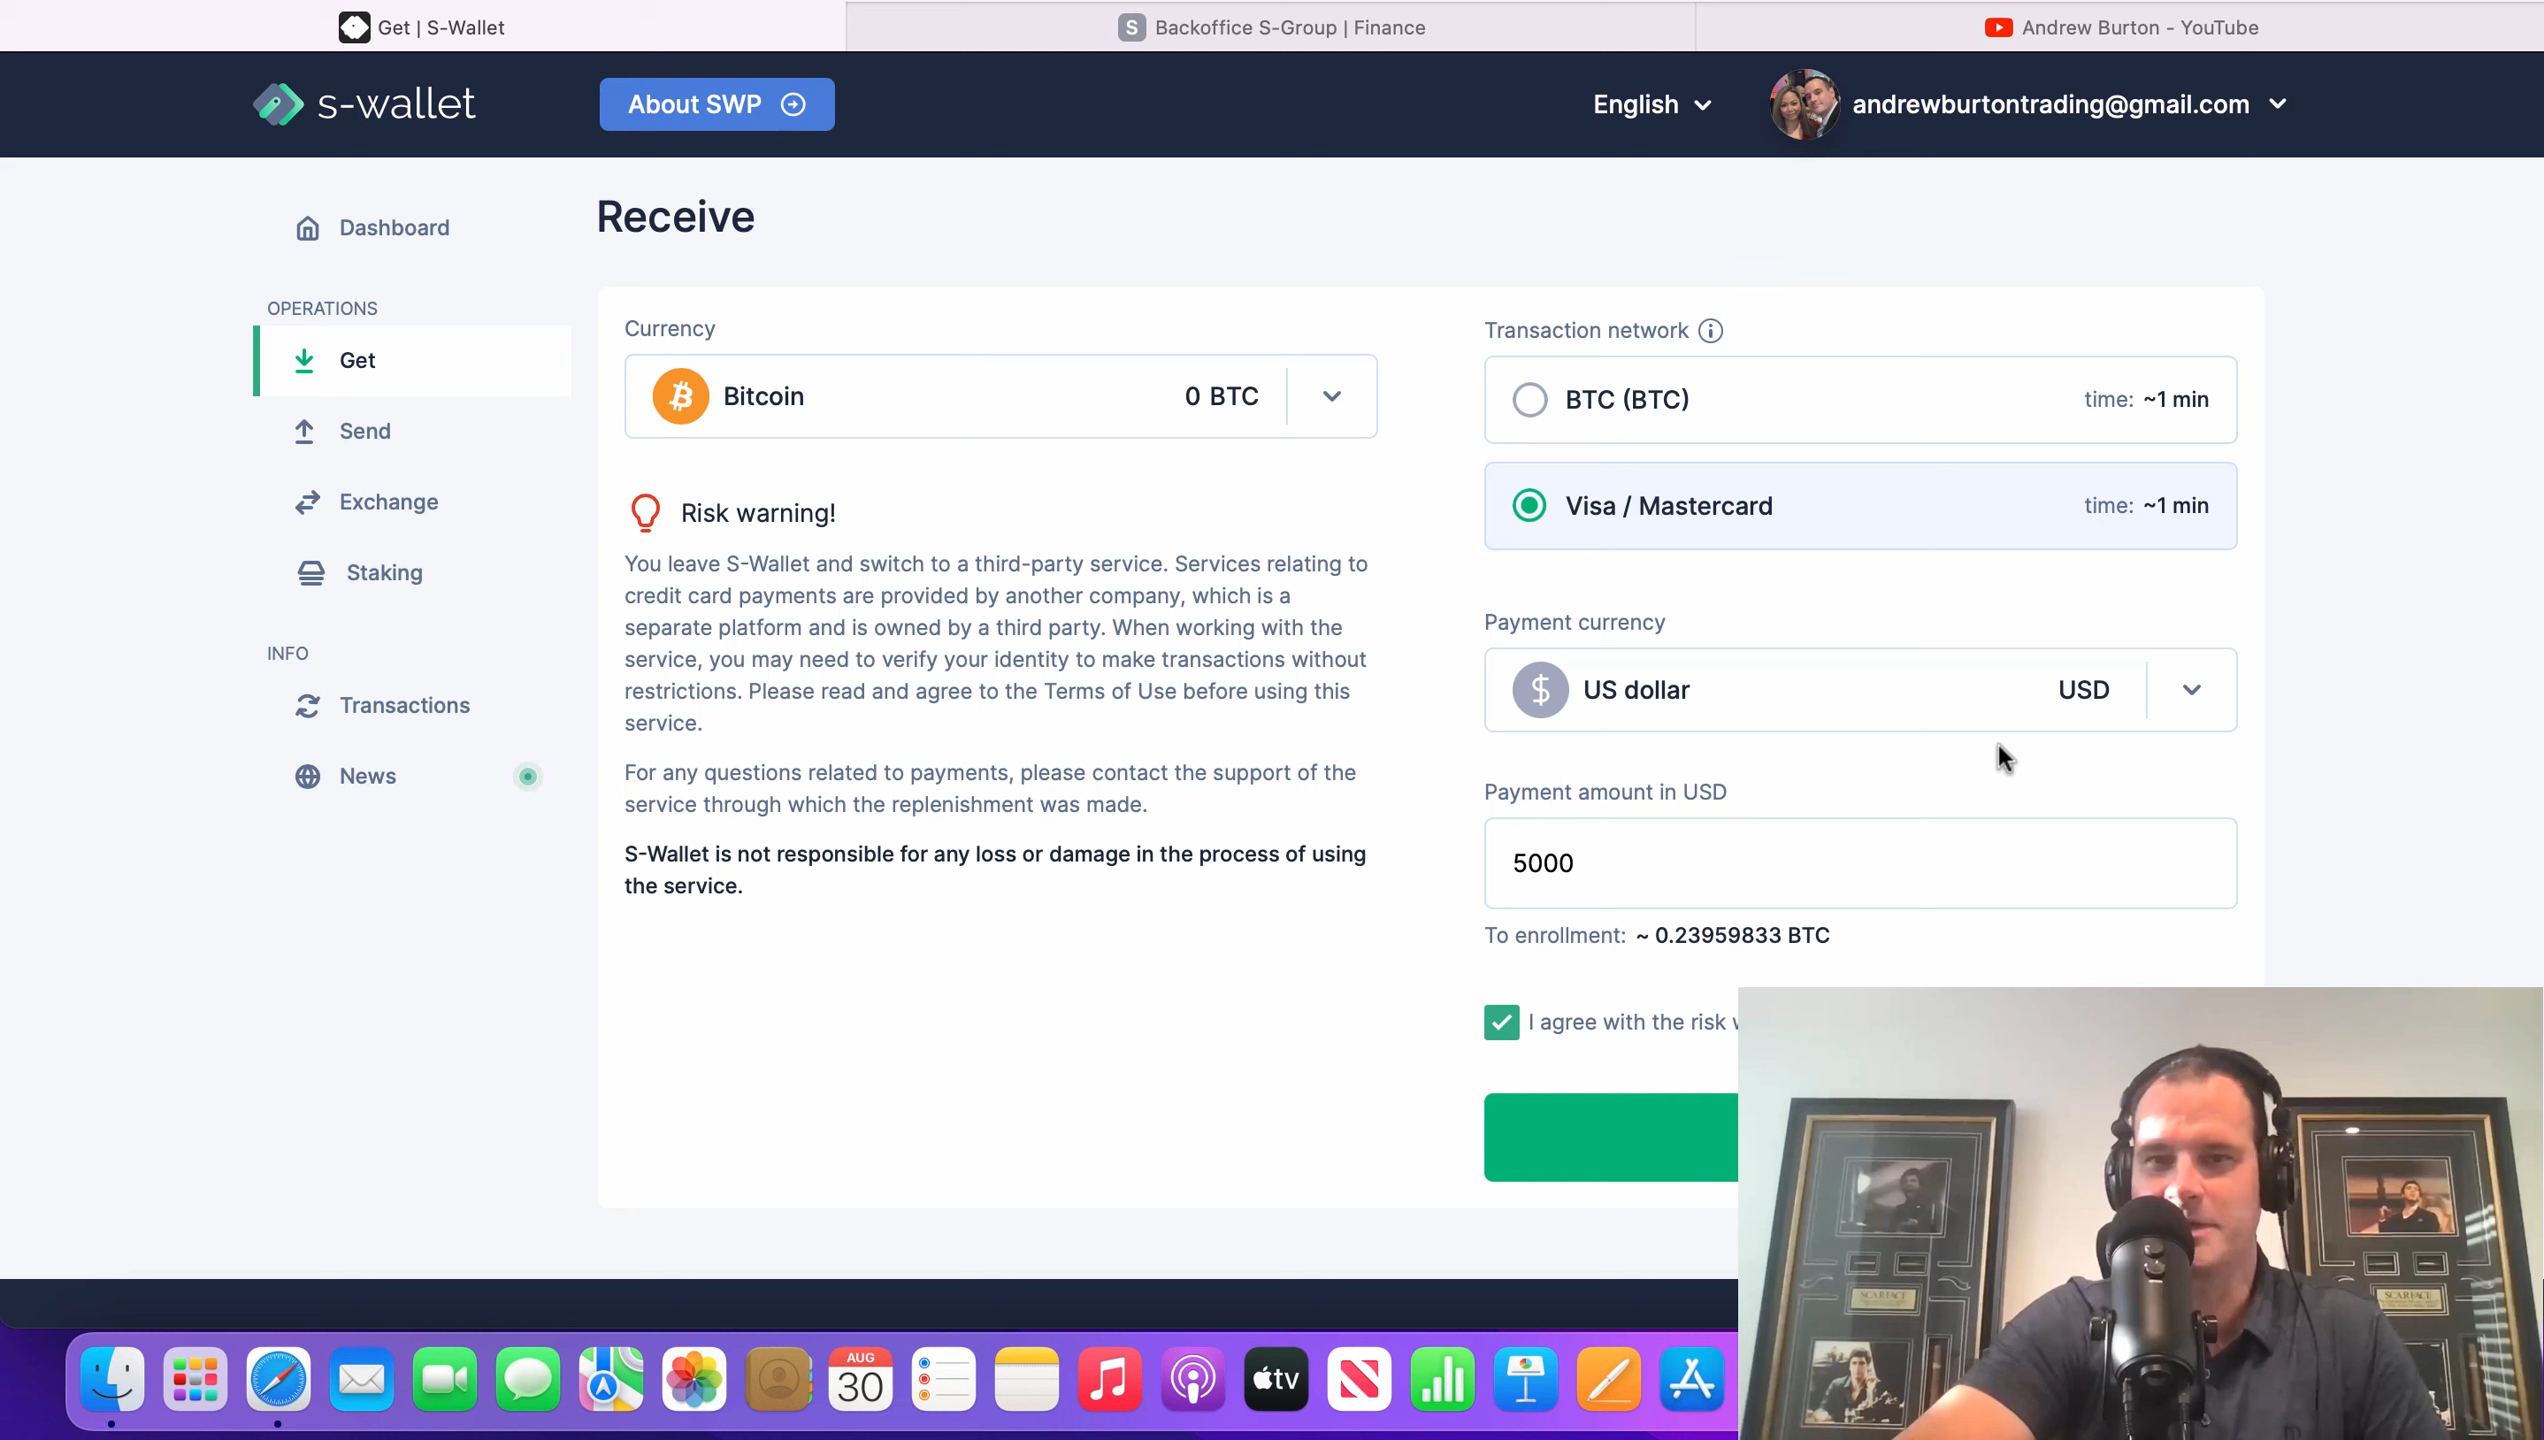 Get | S-Wallet
S Backoffice S-Group | Finance
Andrew Burton - YouTube
s-wallet
About SWP
English
andrewburtontrading@gmail.com
Dashboard
OPERATIONS
Get
Send
Exchange
Staking
INFO
Transactions
News
Receive
Currency
Bitcoin 0 BTC
Risk warning!
You leave S-Wallet and switch to a third-party service. Services relating to
credit card payments are provided by another company, which is a
separate platform and is owned by a third party. When working with the
service, you may need to verify your identity to make transactions without
restrictions. Please read and agree to the Terms of Use before using this
service.
For any questions related to payments, please contact the support of the
service through which the replenishment was made.
S-Wallet is not responsible for any loss or damage in the process of using
the service.
Transaction network
BTC (BTC) time: ~1 min
Visa / Mastercard time: ~1 min
Payment currency
$ US dollar USD
Payment amount in USD
5000
To enrollment: ~ 0.23959833 BTC
I agree with the risk
AUG
30
tv
SCARFACE
SCARFACE